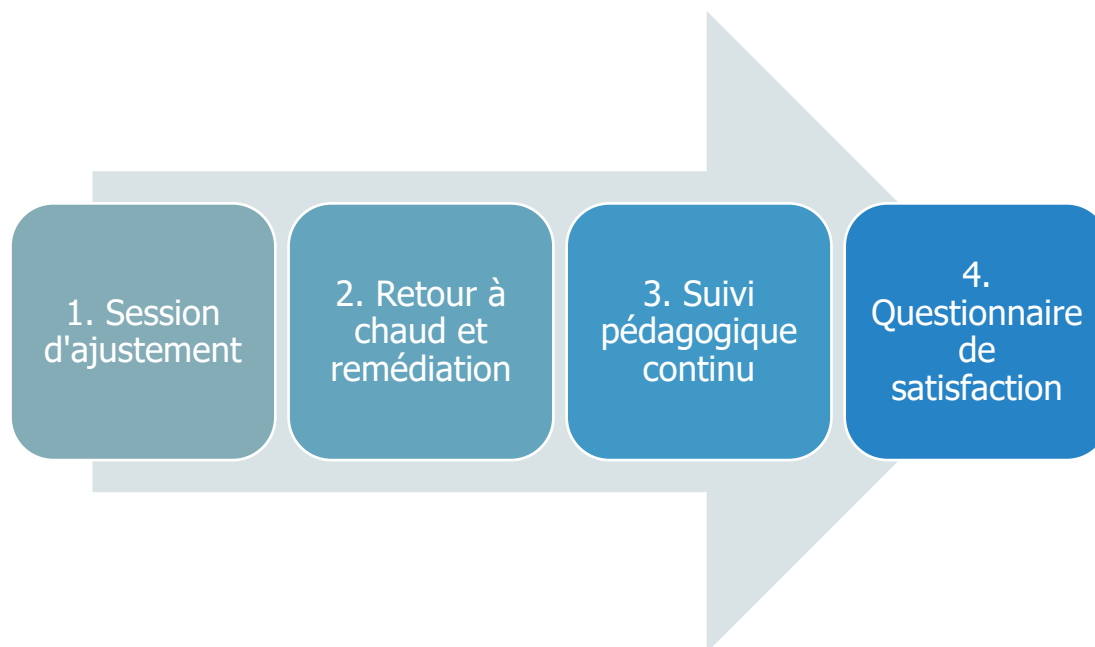 1. Session
d'ajustement
2. Retour à
chaud et
remédiation
3. Suivi
pédagogique
continu
4.
Questionnaire
de
satisfaction